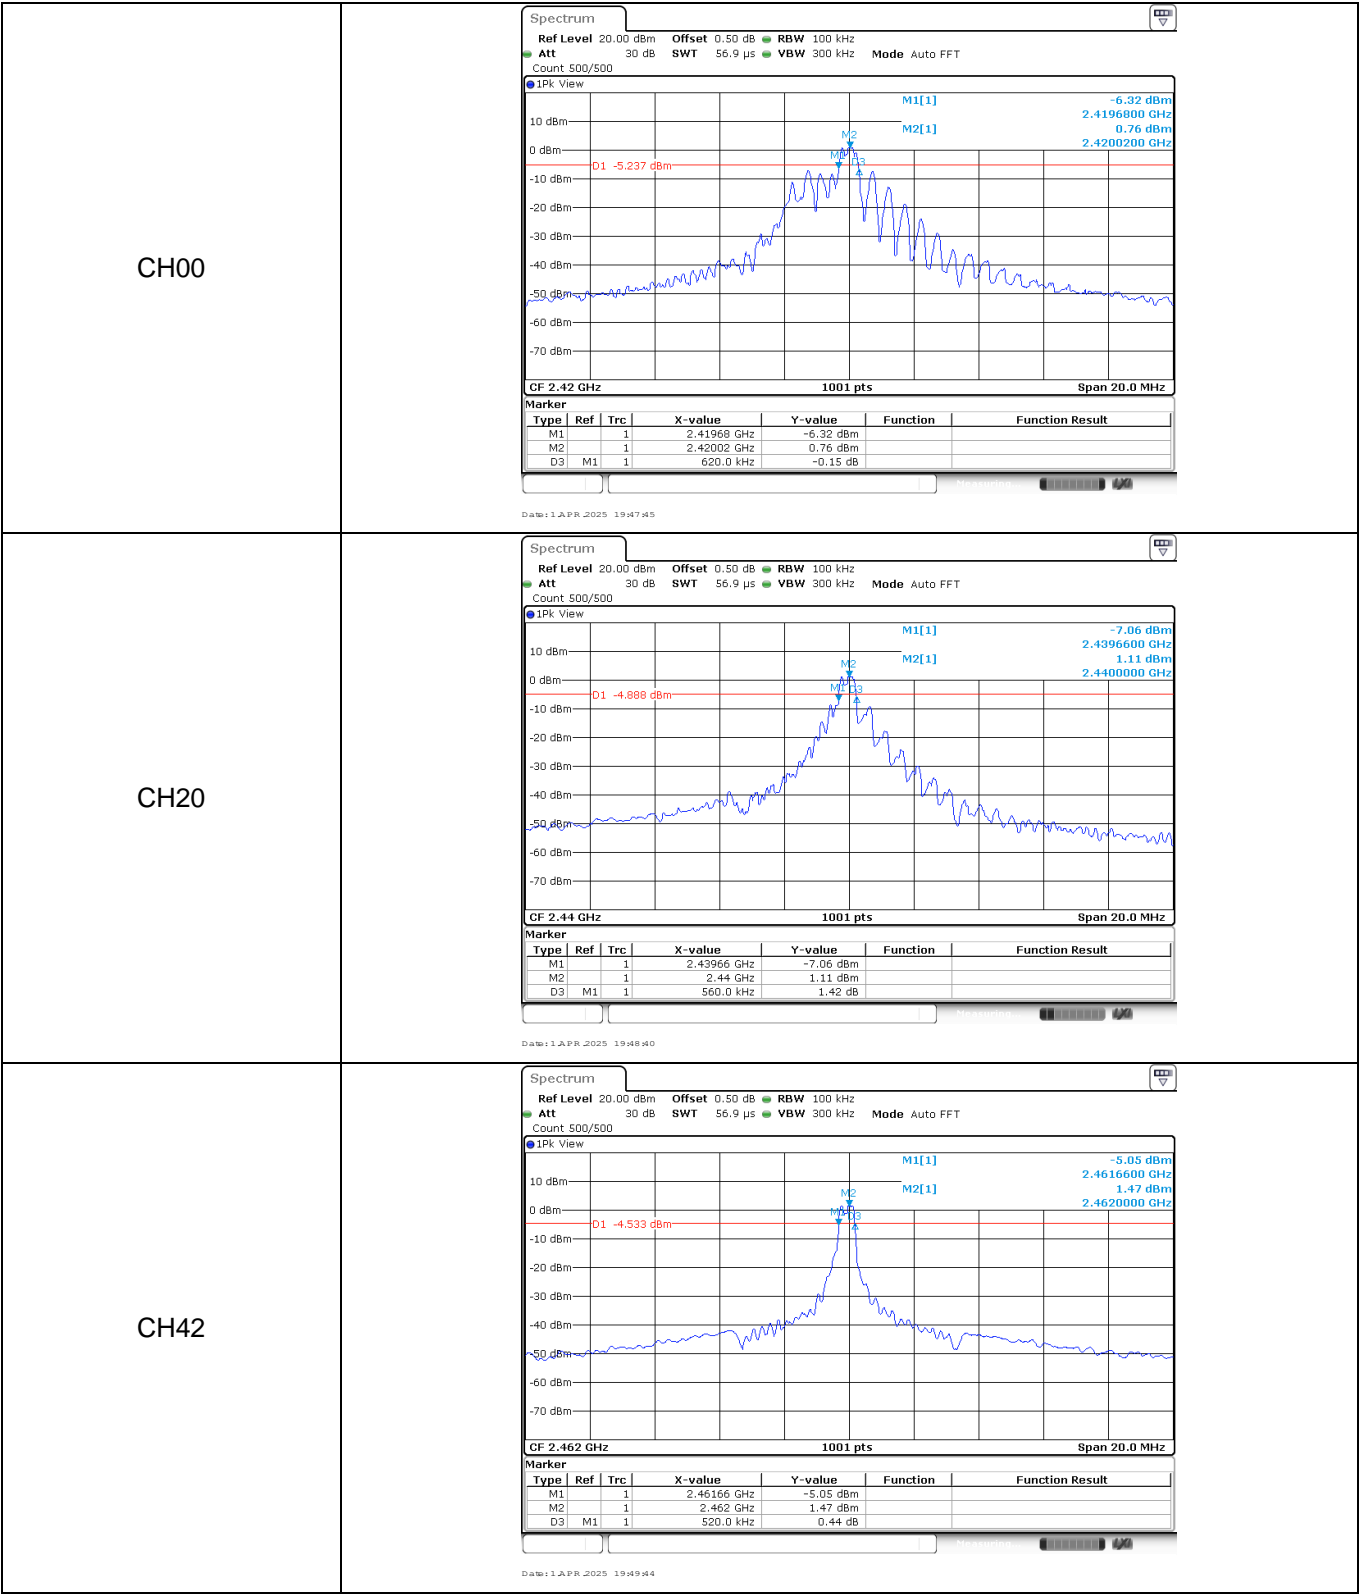 CH00
Spectrum
Ref Level 20.00 dBm Offset 0.50 dB RBW 100 kHz
Att 30 dB SWT 56.9 µs VBW 300 kHz Mode Auto FFT
Count 500/500
1Pk View
M1[1] -6.32 dBm
2.4196800 GHz
10 dBm
M2[1] 0.76 dBm
M2
2.4200200 GHz
0 dBm
M1 D3
D1 -5.237 dBm
-10 dBm
-20 dBm
-30 dBm
-40 dBm
-50 dBm
-60 dBm
-70 dBm
CF 2.42 GHz 1001 pts Span 20.0 MHz
Marker
Type Ref Trc X-value Y-value Function Function Result
M1 1 2.41968 GHz -6.32 dBm
M2 1 2.42002 GHz 0.76 dBm
D3 M1 1 620.0 kHz -0.15 dB
Measuring...
Date: 1.APR.2025 19:47:45
CH20
Spectrum
Ref Level 20.00 dBm Offset 0.50 dB RBW 100 kHz
Att 30 dB SWT 56.9 µs VBW 300 kHz Mode Auto FFT
Count 500/500
1Pk View
M1[1] -7.06 dBm
2.4396600 GHz
10 dBm
M2[1] 1.11 dBm
M2
2.4400000 GHz
0 dBm
M1 D3
D1 -4.888 dBm
-10 dBm
-20 dBm
-30 dBm
-40 dBm
-50 dBm
-60 dBm
-70 dBm
CF 2.44 GHz 1001 pts Span 20.0 MHz
Marker
Type Ref Trc X-value Y-value Function Function Result
M1 1 2.43966 GHz -7.06 dBm
M2 1 2.44 GHz 1.11 dBm
D3 M1 1 560.0 kHz 1.42 dB
Measuring...
Date: 1.APR.2025 19:48:40
CH42
Spectrum
Ref Level 20.00 dBm Offset 0.50 dB RBW 100 kHz
Att 30 dB SWT 56.9 µs VBW 300 kHz Mode Auto FFT
Count 500/500
1Pk View
M1[1] -5.05 dBm
2.4616600 GHz
10 dBm
M2[1] 1.47 dBm
M2
2.4620000 GHz
0 dBm
M1 D3
D1 -4.533 dBm
-10 dBm
-20 dBm
-30 dBm
-40 dBm
-50 dBm
-60 dBm
-70 dBm
CF 2.462 GHz 1001 pts Span 20.0 MHz
Marker
Type Ref Trc X-value Y-value Function Function Result
M1 1 2.46166 GHz -5.05 dBm
M2 1 2.462 GHz 1.47 dBm
D3 M1 1 520.0 kHz 0.44 dB
Measuring...
Date: 1.APR.2025 19:49:44